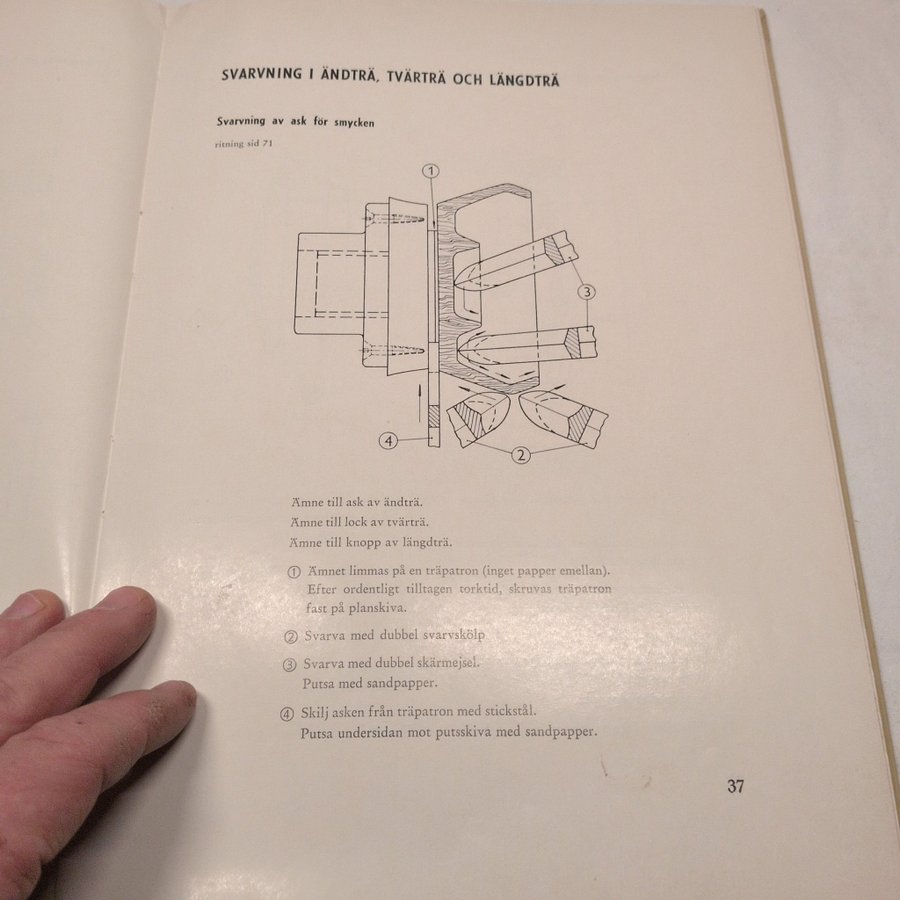 SVARVNING I ÄNDTRÄ, TVÄRTRÄ OCH LÄNGDTRÄ
Svarvning av ask för smycken
ritning sid 71
1
3
4
2
Ämne till ask av ändträ.
Ämne till lock av tvärträ.
Ämne till knopp av längdträ.
1 Ämnet limmas på en träpatron (inget papper emellan).
Efter ordentligt tilltagen torktid, skruvas träpatron
fast på planskiva.
2 Svarva med dubbel svarvskölp
3 Svarva med dubbel skärmejsel.
Putsa med sandpapper.
4 Skilj asken från träpatron med stickstål.
Putsa undersidan mot putsskiva med sandpapper.
37